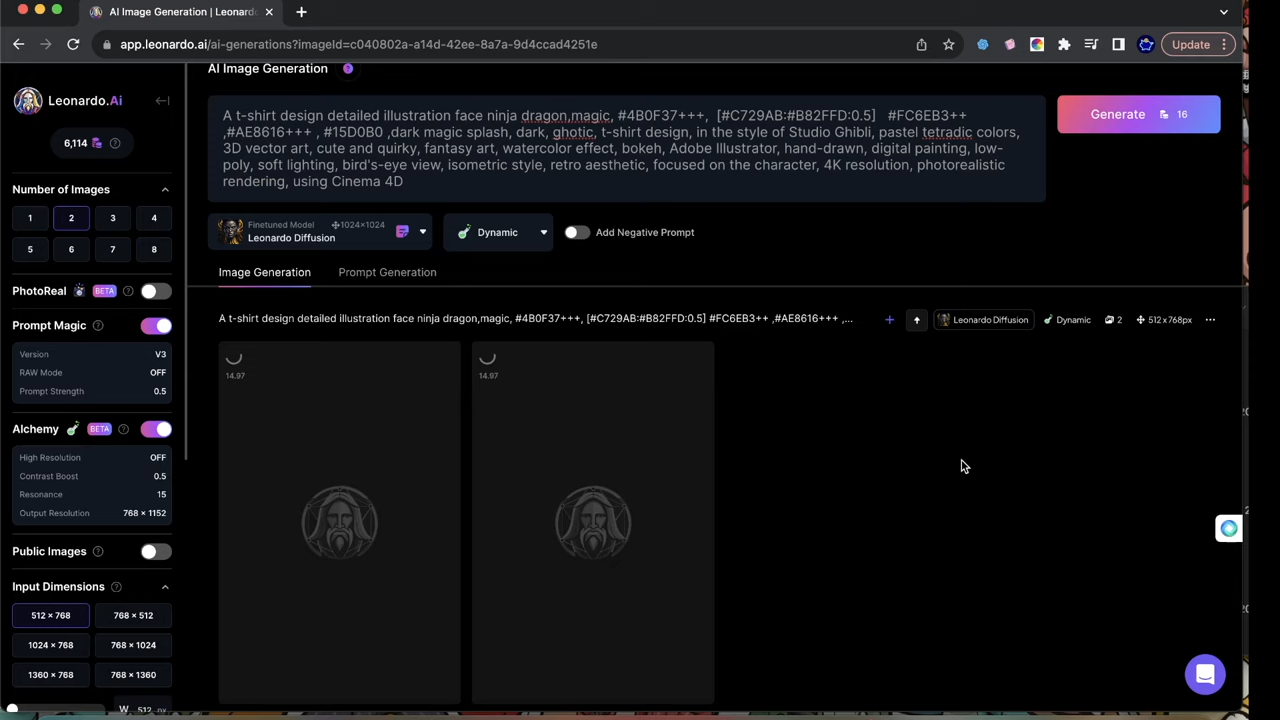 AI Image Generation | Leonard
app.leonardo.ai/ai-generations?imageId=c040802a-a14d-42ee-8a7a-9d4ccad4251e
Update
Leonardo.Ai
6,114
Number of Images
1 2 3 4
5 6 7 8
PhotoReal BETA
Prompt Magic
Version V3
RAW Mode OFF
Prompt Strength 0.5
Alchemy BETA
High Resolution OFF
Contrast Boost 0.5
Resonance 15
Output Resolution 768 × 1152
Public Images
Input Dimensions
512 × 768 768 × 512
1024 × 768 768 × 1024
1360 × 768 768 × 1360
W 512 px
AI Image Generation
A t-shirt design detailed illustration face ninja dragon,magic, #4B0F37+++, [#C729AB:#B82FFD:0.5] #FC6EB3++
,#AE8616+++ , #15D0B0 ,dark magic splash, dark, ghotic, t-shirt design, in the style of Studio Ghibli, pastel tetradic colors,
3D vector art, cute and quirky, fantasy art, watercolor effect, bokeh, Adobe Illustrator, hand-drawn, digital painting, low-
poly, soft lighting, bird's-eye view, isometric style, retro aesthetic, focused on the character, 4K resolution, photorealistic
rendering, using Cinema 4D
Generate 16
Finetuned Model 1024×1024
Leonardo Diffusion
Dynamic
Add Negative Prompt
Image Generation Prompt Generation
A t-shirt design detailed illustration face ninja dragon,magic, #4B0F37+++, [#C729AB:#B82FFD:0.5] #FC6EB3++ ,#AE8616+++ ,...
Leonardo Diffusion Dynamic 2 512x768px
14.97 14.97